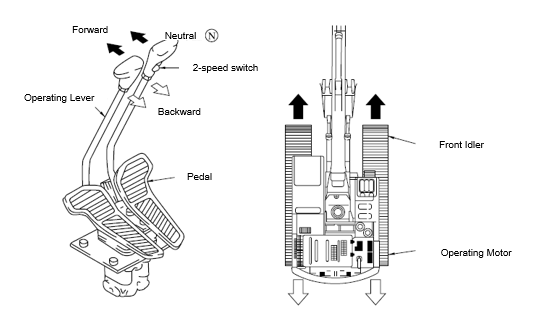 Forward
Neutral N
2-speed switch
Operating Lever
Backward
Pedal
Front Idler
Operating Motor